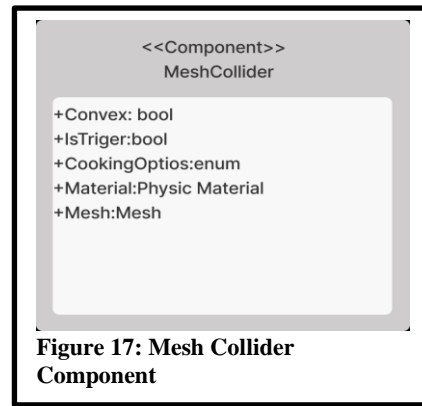 <<Component>>
MeshCollider
+Convex: bool
+IsTriger:bool
+CookingOptios:enum
+Material:Physic Material
+Mesh:Mesh
Figure 17: Mesh Collider
Component